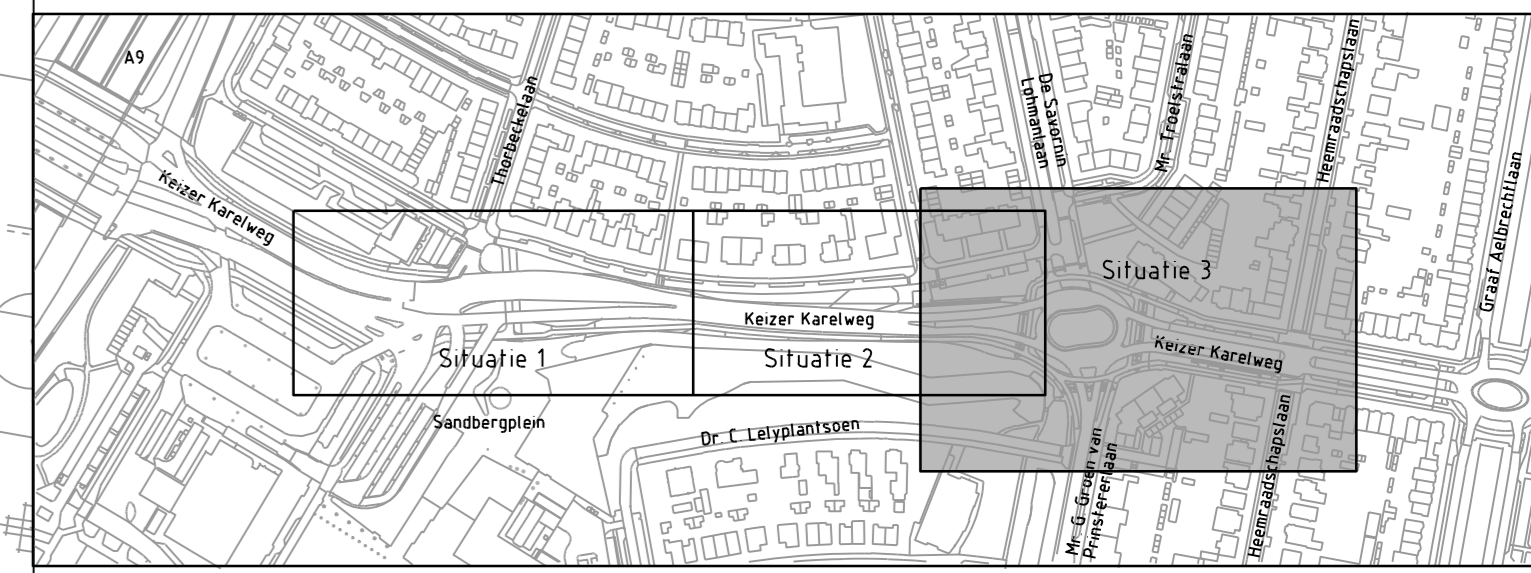 A9
Keizer Karelweg
Thorbeckelaan
De Savornin
Lohmanlaan
Mr. Troelstralaan
Heemraadschapslaan
Graaf Aelbrechtlaan
Situatie 3
Keizer Karelweg
Keizer Karelweg
Situatie 1
Situatie 2
Sandbergplein
Dr. C. Lelyplantsoen
Mr. G. Groen van
Prinstererlaan
Heemraadschapslaan